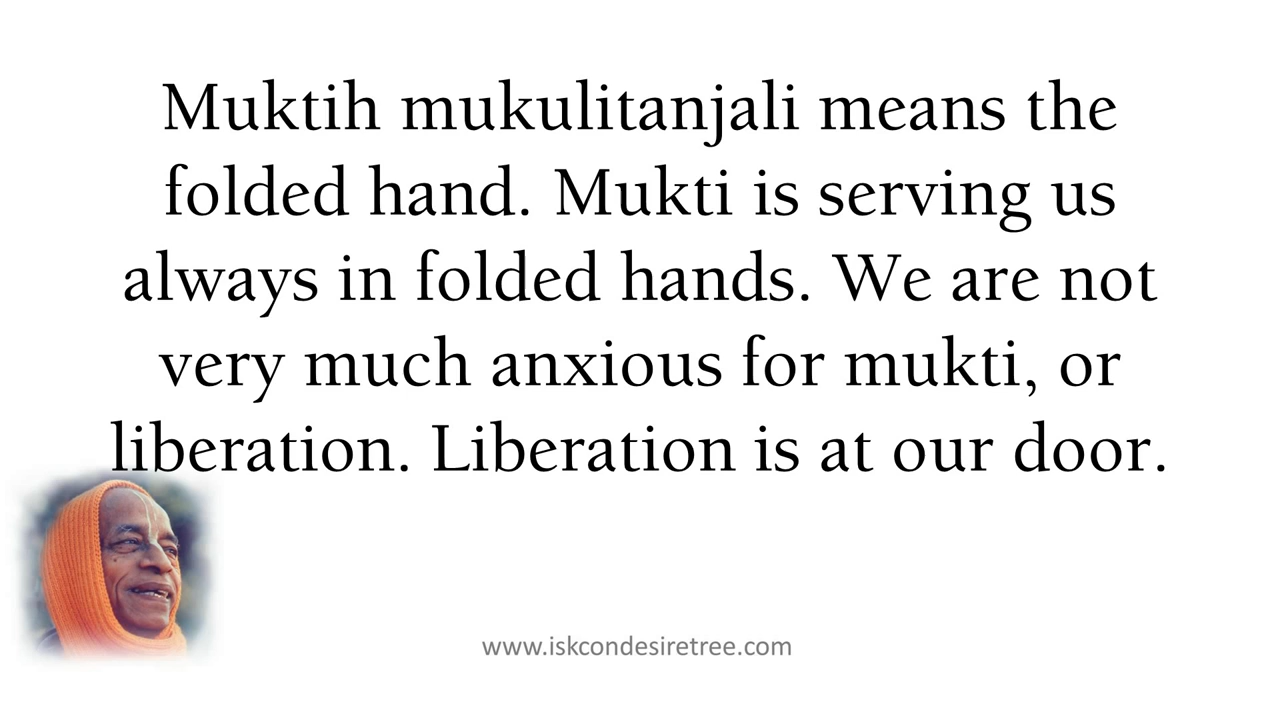 Muktih mukulitanjali means the
folded hand. Mukti is serving us
always in folded hands. We are not
very much anxious for mukti, or
liberation. Liberation is at our door.
www.iskcondesiretree.com